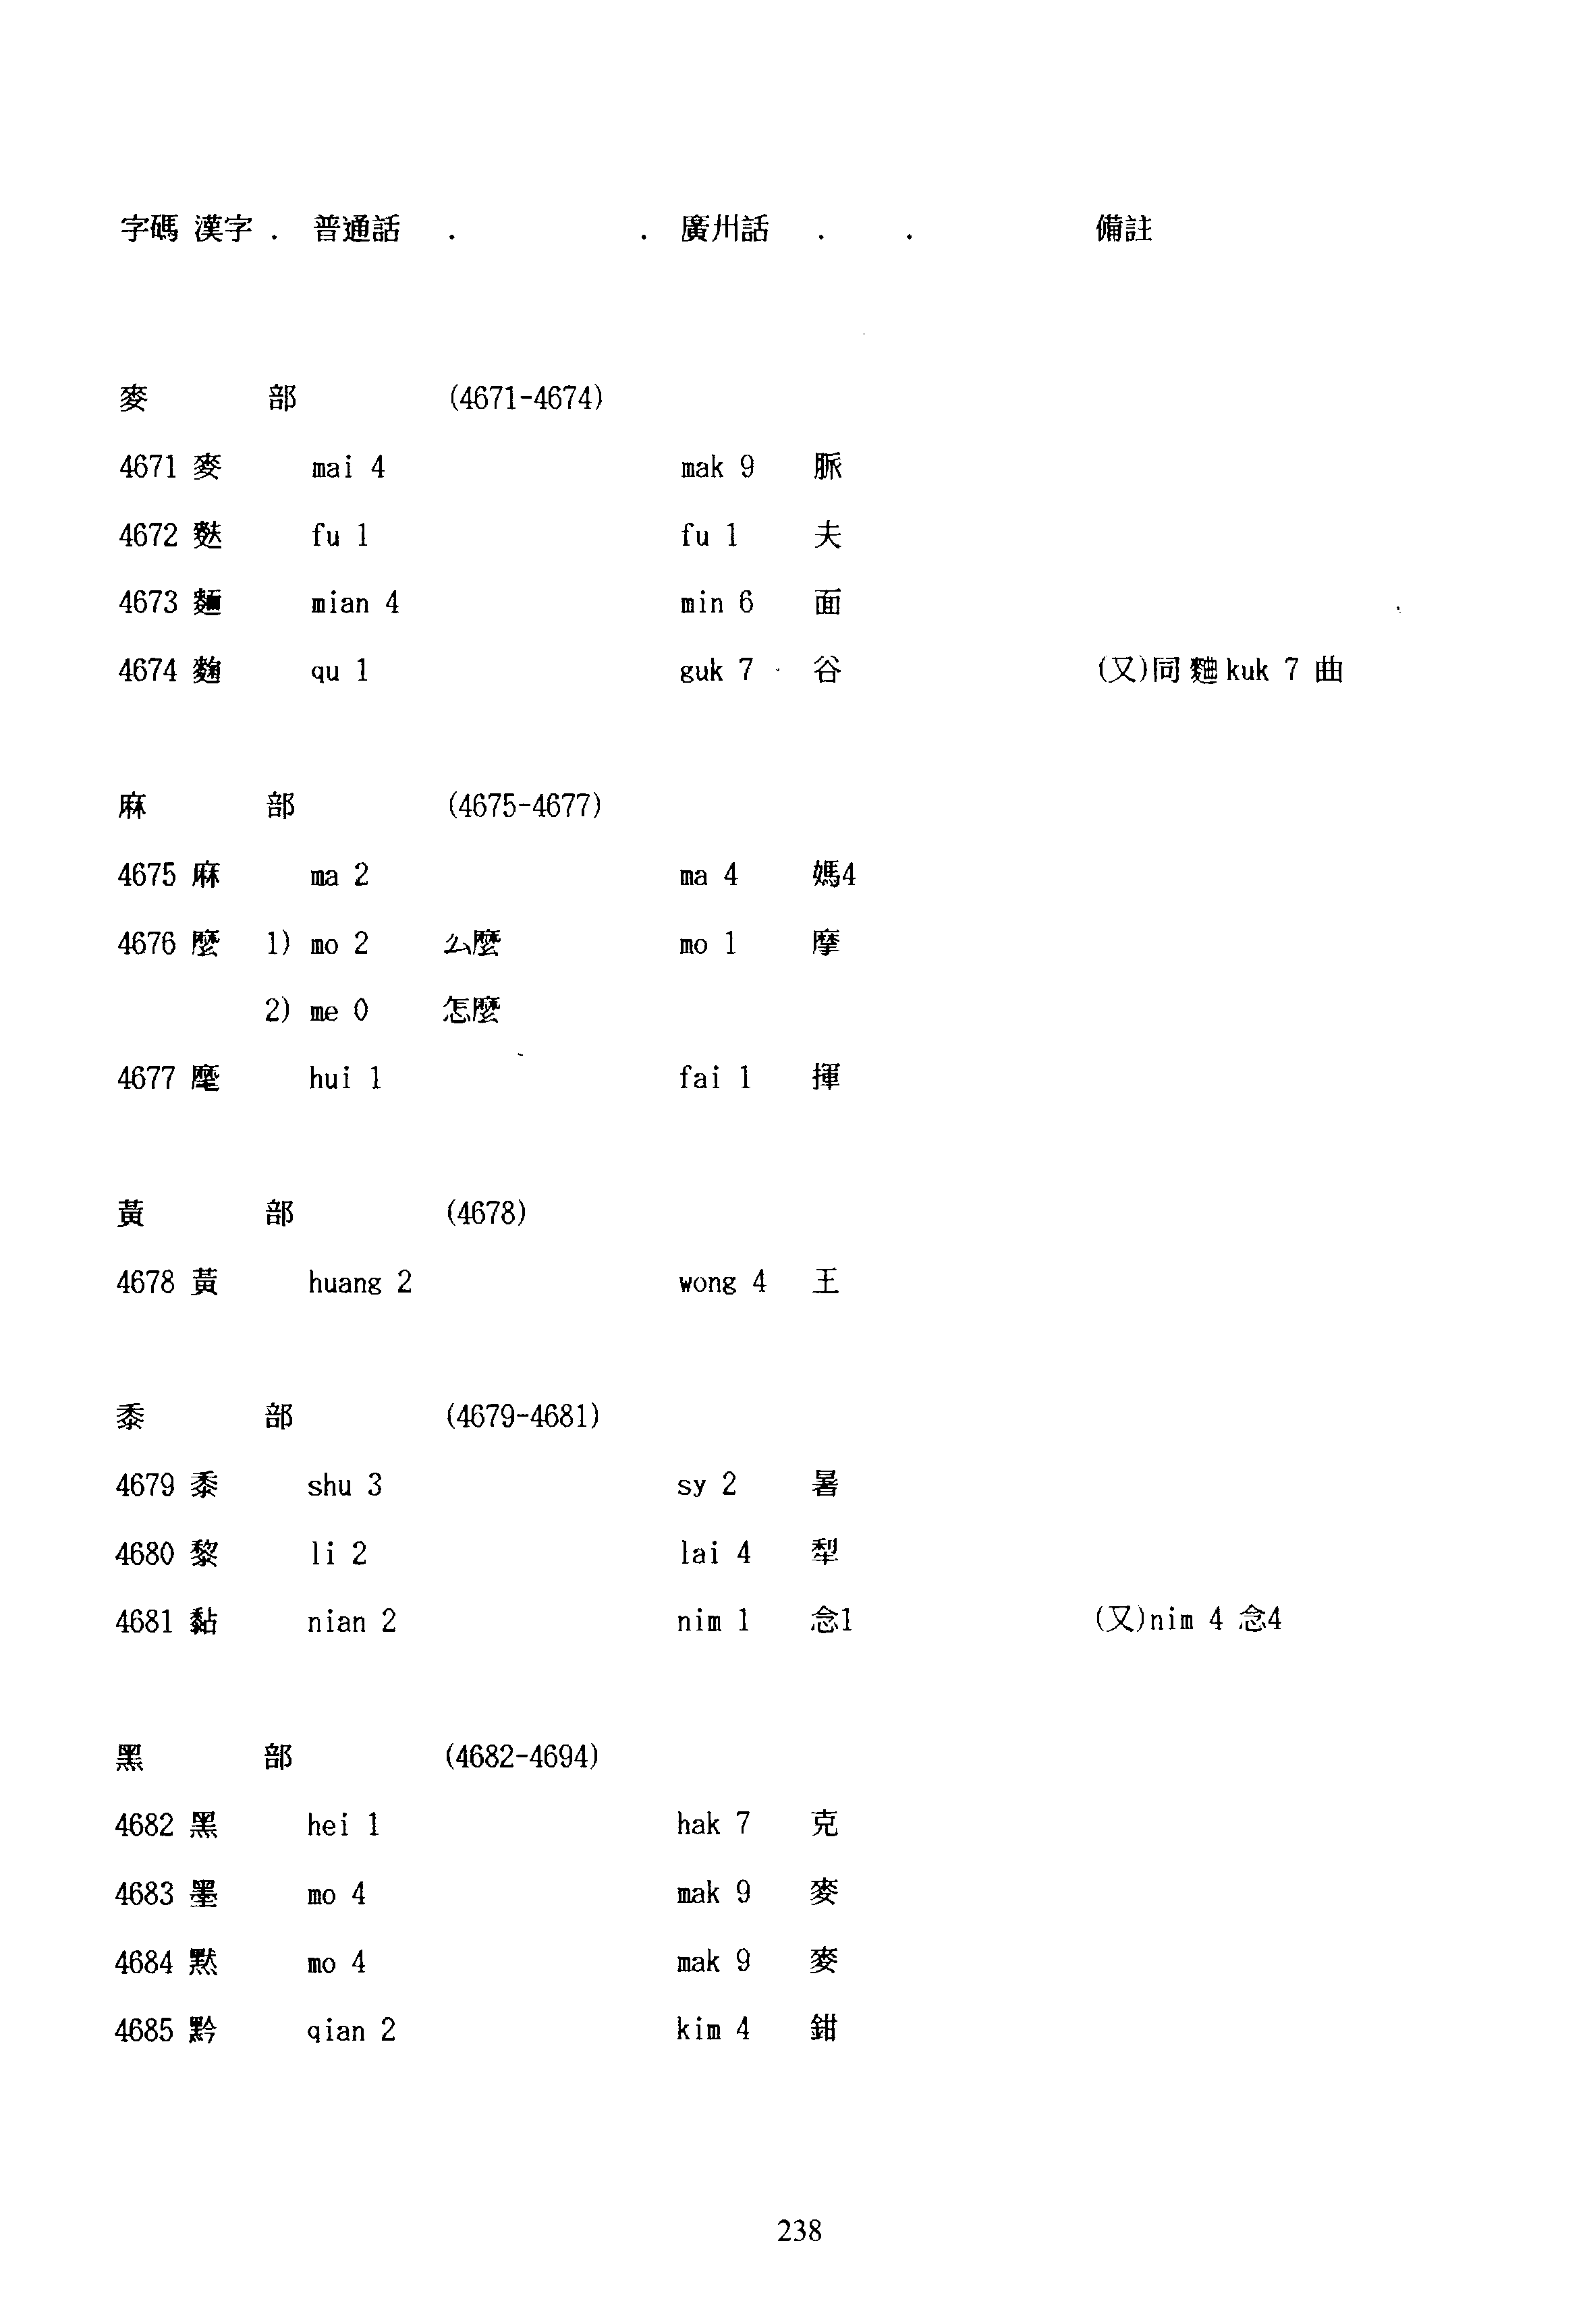 字碼 漢字 . 普通話 . . 廣州話 . . 備註
麥 部 (4671-4674)
4671 麥 mai 4 mak 9 脈
4672 麩 fu 1 fu 1 夫
4673 麵 mian 4 min 6 面
4674 麴 qu 1 guk 7 谷 (又)同 麯 kuk 7 曲
麻 部 (4675-4677)
4675 麻 ma 2 ma 4 媽4
4676 麼 1) mo 2 么麼 mo 1 摩
2) me 0 怎麼
4677 麾 hui 1 fai 1 揮
黃 部 (4678)
4678 黃 huang 2 wong 4 王
黍 部 (4679-4681)
4679 黍 shu 3 sy 2 暑
4680 黎 li 2 lai 4 犁
4681 黏 nian 2 nim 1 念1 (又)nim 4 念4
黑 部 (4682-4694)
4682 黑 hei 1 hak 7 克
4683 墨 mo 4 mak 9 麥
4684 默 mo 4 mak 9 麥
4685 黔 qian 2 kim 4 鉗
238